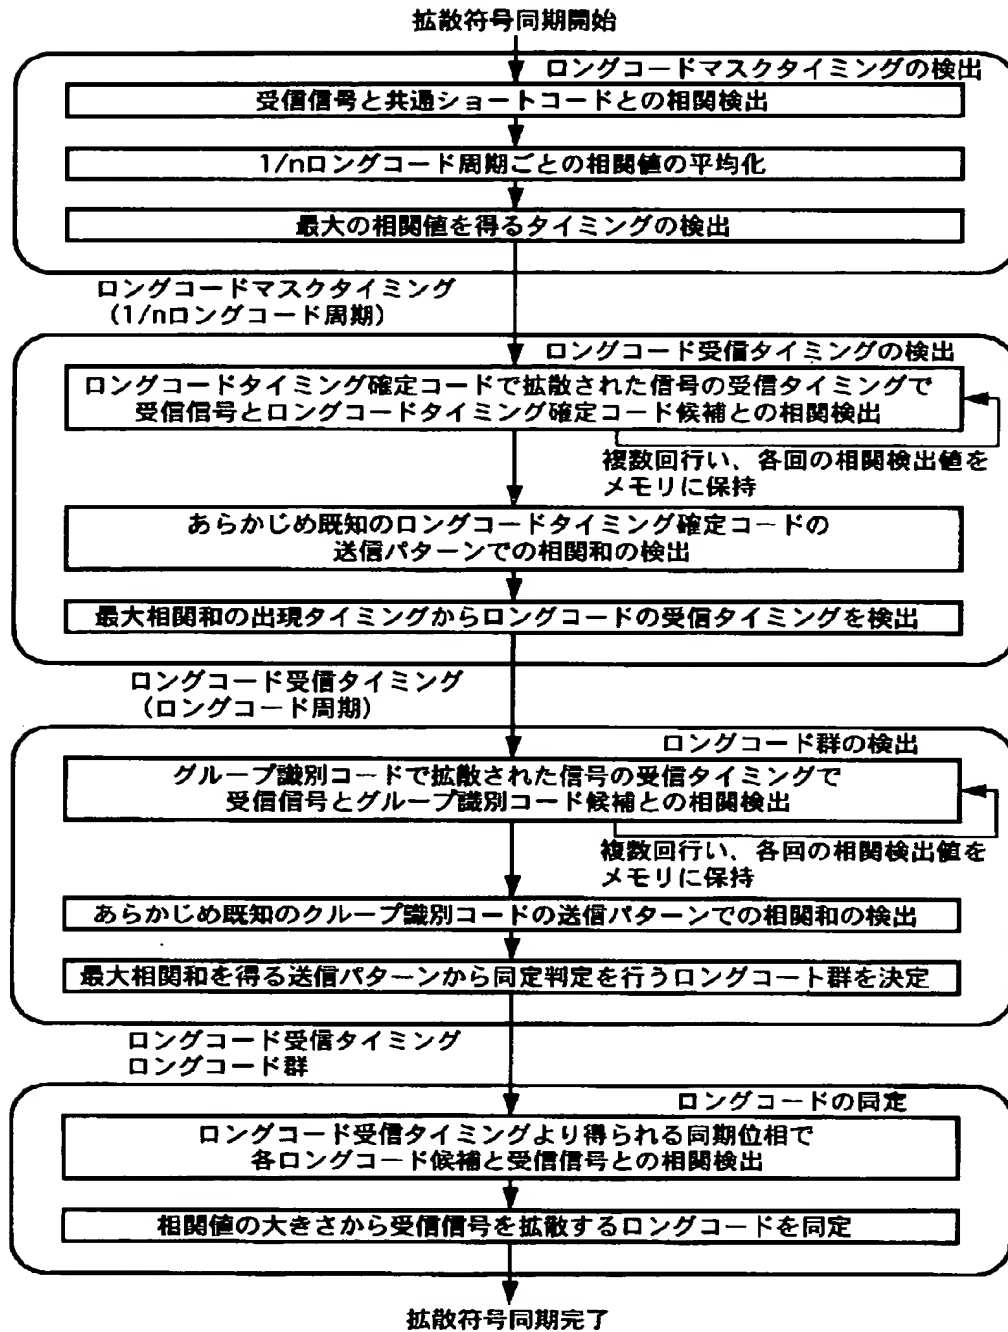 拡散符号同期開始
ロングコードマスクタイミングの検出
受信信号と共通ショートコードとの相関検出
1/nロングコード周期ごとの相関値の平均化
最大の相関値を得るタイミングの検出
ロングコードマスクタイミング
(1/nロングコード周期)
ロングコード受信タイミングの検出
ロングコードタイミング確定コードで拡散された信号の受信タイミングで
受信信号とロングコードタイミング確定コード候補との相関検出
複数回行い、各回の相関検出値を
メモリに保持
あらかじめ既知のロングコードタイミング確定コードの
送信パターンでの相関和の検出
最大相関和の出現タイミングからロングコードの受信タイミングを検出
ロングコード受信タイミング
(ロングコード周期)
ロングコード群の検出
グループ識別コードで拡散された信号の受信タイミングで
受信信号とグループ識別コード候補との相関検出
複数回行い、各回の相関検出値を
メモリに保持
あらかじめ既知のクループ識別コードの送信パターンでの相関和の検出
最大相関和を得る送信パターンから同定判定を行うロングコート群を決定
ロングコード受信タイミング
ロングコード群
ロングコードの同定
ロングコード受信タイミングより得られる同期位相で
各ロングコード候補と受信信号との相関検出
相関値の大きさから受信信号を拡散するロングコードを同定
拡散符号同期完了